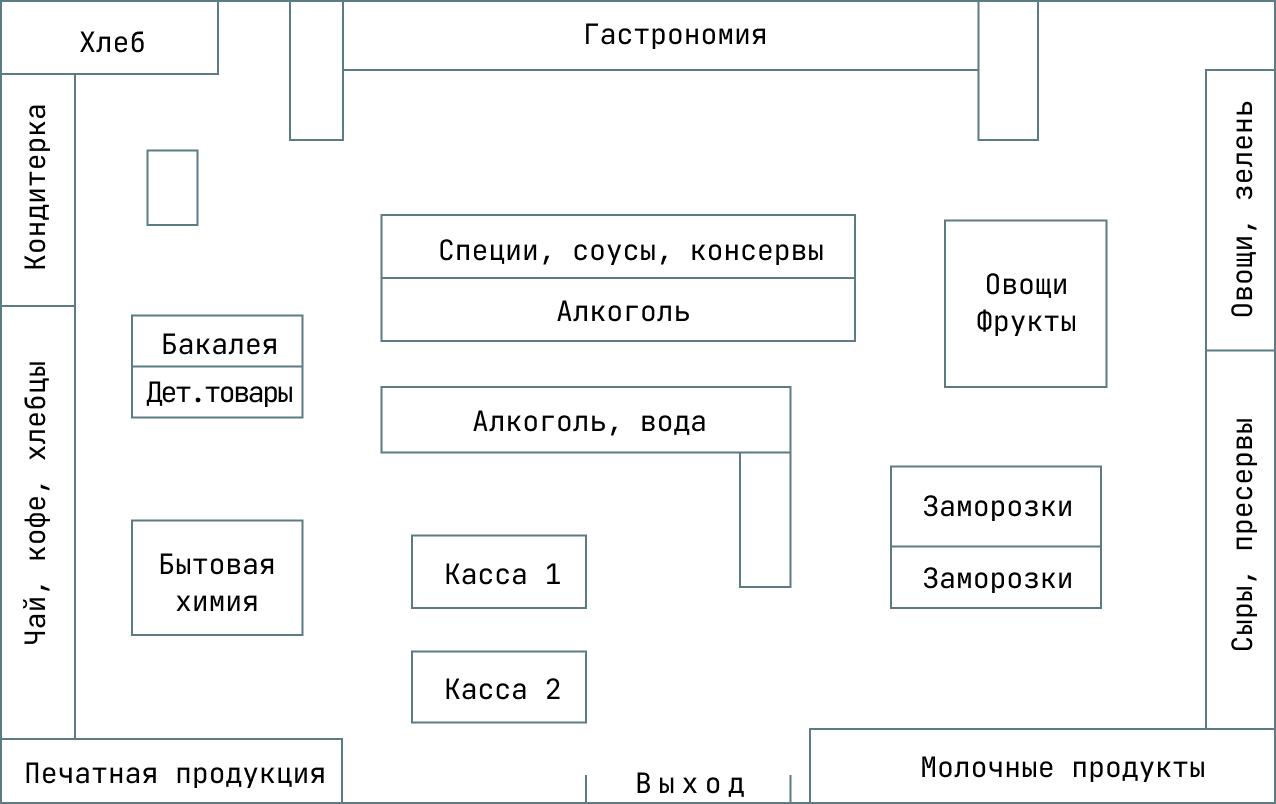 Хлеб
Гастрономия
Кондитерка
Овощи, зелень
Специи, соусы, консервы
Алкоголь
Овощи
Фрукты
Бакалея
Дет.товары
Алкоголь, вода
Чай, кофе, хлебцы
Сыры, пресервы
Заморозки
Заморозки
Бытовая
химия
Касса 1
Касса 2
Печатная продукция
Выход
Молочные продукты